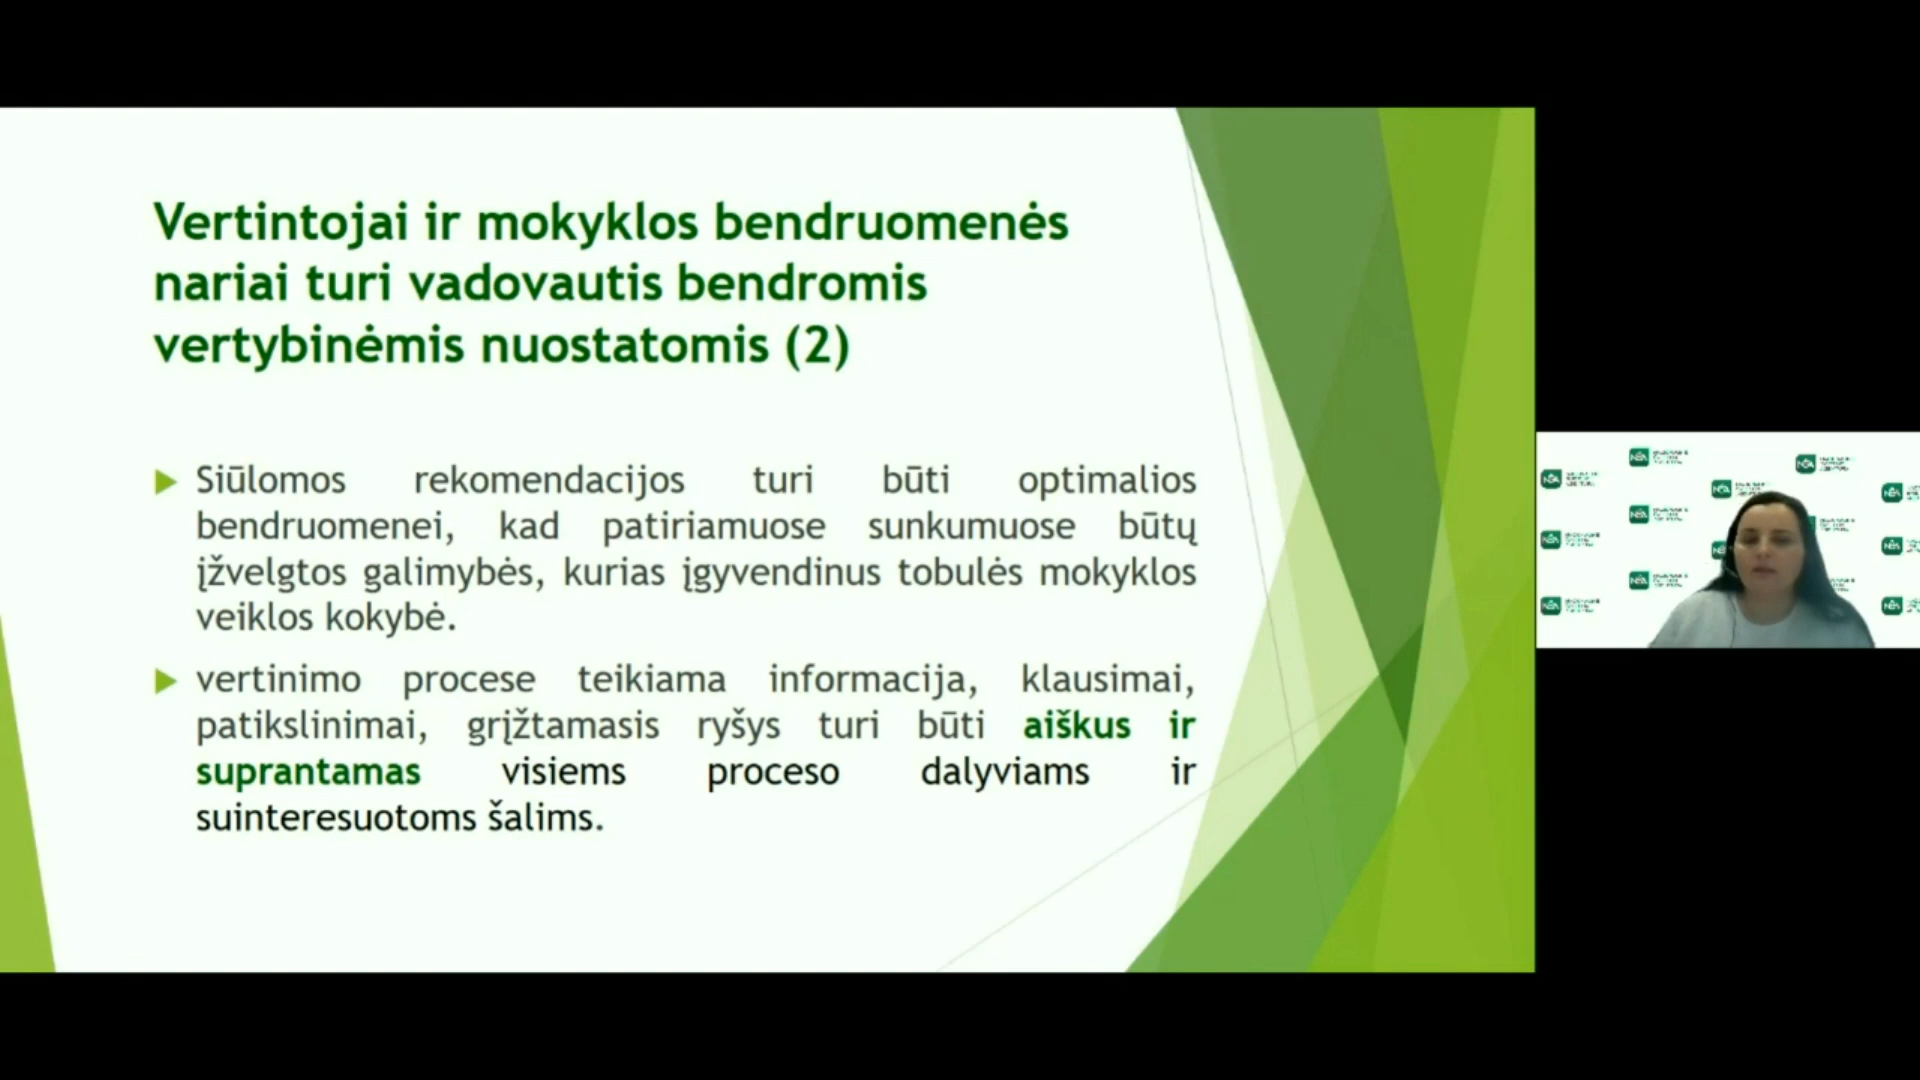 Vertintojai ir mokyklos bendruomenės
nariai turi vadovautis bendromis
vertybinėmis nuostatomis (2)
Siūlomos rekomendacijos turi būti optimalios
bendruomenei, kad patiriamuose sunkumuose būtų
įžvelgtos galimybės, kurias įgyvendinus tobulės mokyklos
veiklos kokybė.
vertinimo procese teikiama informacija, klausimai,
patikslinimai, grįžtamasis ryšys turi būti aiškus ir
suprantamas visiems proceso dalyviams ir
suinteresuotoms šalims.